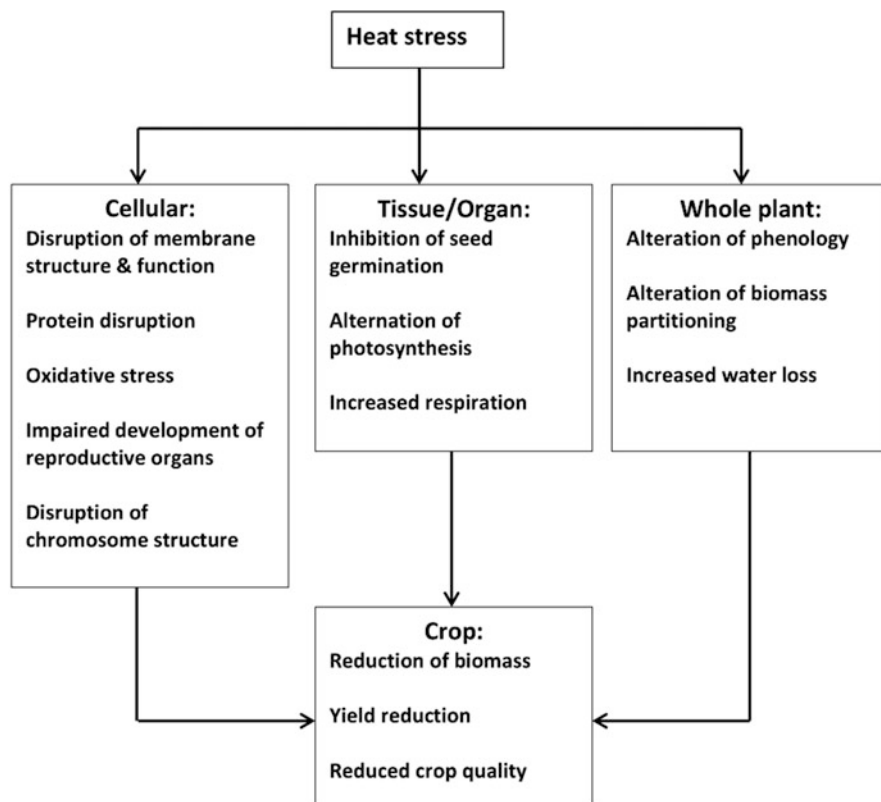 Heat stress
Cellular:
Disruption of membrane
structure & function
Protein disruption
Oxidative stress
Impaired development of
reproductive organs
Disruption of
chromosome structure
Tissue/Organ:
Inhibition of seed
germination
Alternation of
photosynthesis
Increased respiration
Whole plant:
Alteration of phenology
Alteration of biomass
partitioning
Increased water loss
Crop:
Reduction of biomass
Yield reduction
Reduced crop quality